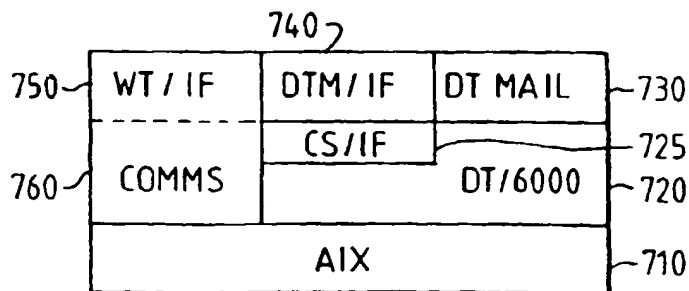 740
750 WT / IF DTM / IF DT MAIL 730
CS/IF 725
760 COMMS DT/6000 720
AIX 710